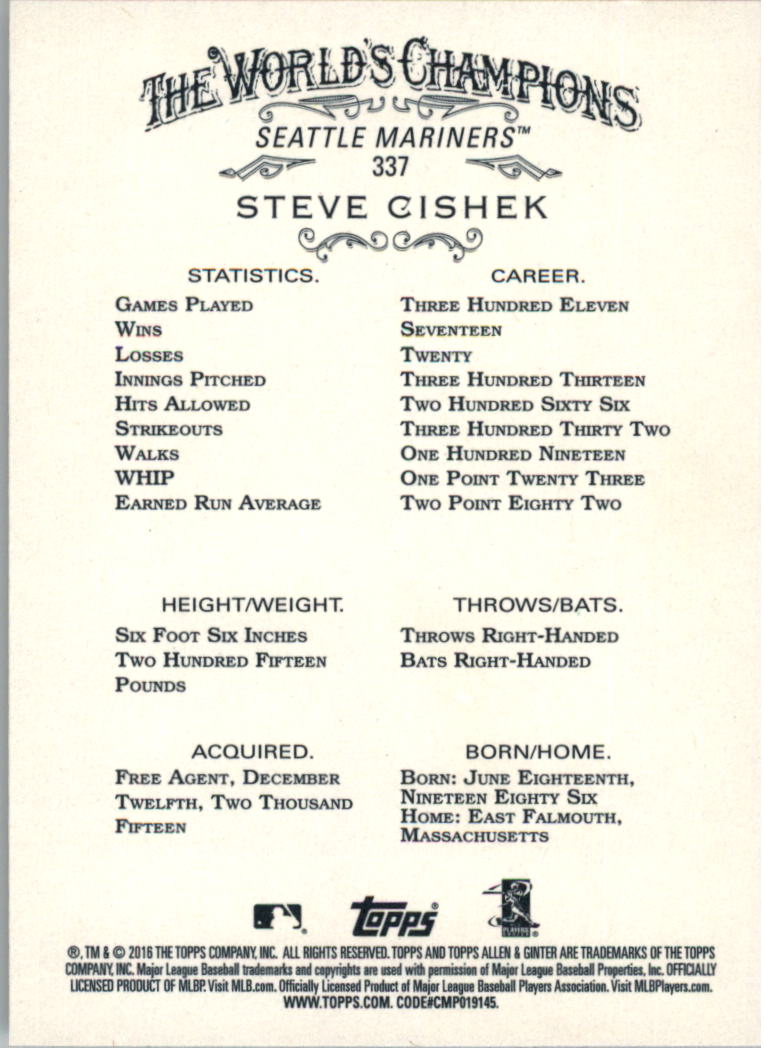 THE WORLD'S CHAMPIONS
SEATTLE MARINERS™
337
STEVE CISHEK
STATISTICS. CAREER.
GAMES PLAYED THREE HUNDRED ELEVEN
WINS SEVENTEEN
LOSSES TWENTY
INNINGS PITCHED THREE HUNDRED THIRTEEN
HITS ALLOWED TWO HUNDRED SIXTY SIX
STRIKEOUTS THREE HUNDRED THIRTY TWO
WALKS ONE HUNDRED NINETEEN
WHIP ONE POINT TWENTY THREE
EARNED RUN AVERAGE TWO POINT EIGHTY TWO
HEIGHT/WEIGHT.
SIX FOOT SIX INCHES
TWO HUNDRED FIFTEEN
POUNDS
THROWS/BATS.
THROWS RIGHT-HANDED
BATS RIGHT-HANDED
ACQUIRED.
FREE AGENT, DECEMBER
TWELFTH, TWO THOUSAND
FIFTEEN
BORN/HOME.
BORN: JUNE EIGHTEENTH,
NINETEEN EIGHTY SIX
HOME: EAST FALMOUTH,
MASSACHUSETTS
®
topps®
PLAYERS ®
®, TM & © 2016 THE TOPPS COMPANY, INC. ALL RIGHTS RESERVED. TOPPS AND TOPPS ALLEN & GINTER ARE TRADEMARKS OF THE TOPPS
COMPANY, INC. Major League Baseball trademarks and copyrights are used with permission of Major League Baseball Properties, Inc. OFFICIALLY
LICENSED PRODUCT OF MLBP. Visit MLB.com. Officially Licensed Product of Major League Baseball Players Association. Visit MLBPlayers.com.
WWW.TOPPS.COM. CODE#CMP019145.